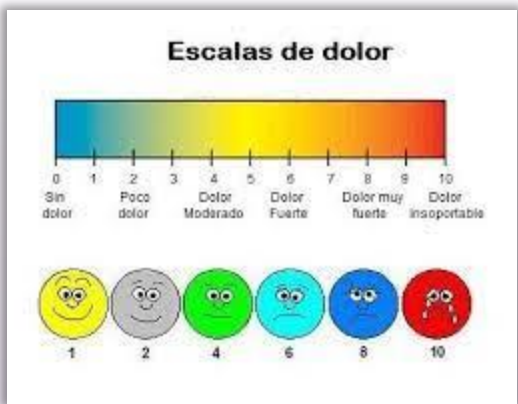 Escalas de dolor
0 1 2 3 4 5 6 7 8 9 10
Sin Poco Dolor Dolor Dolor muy Dolor
dolor dolor Moderado Fuerte fuerte insoportable
1 2 4 6 8 10